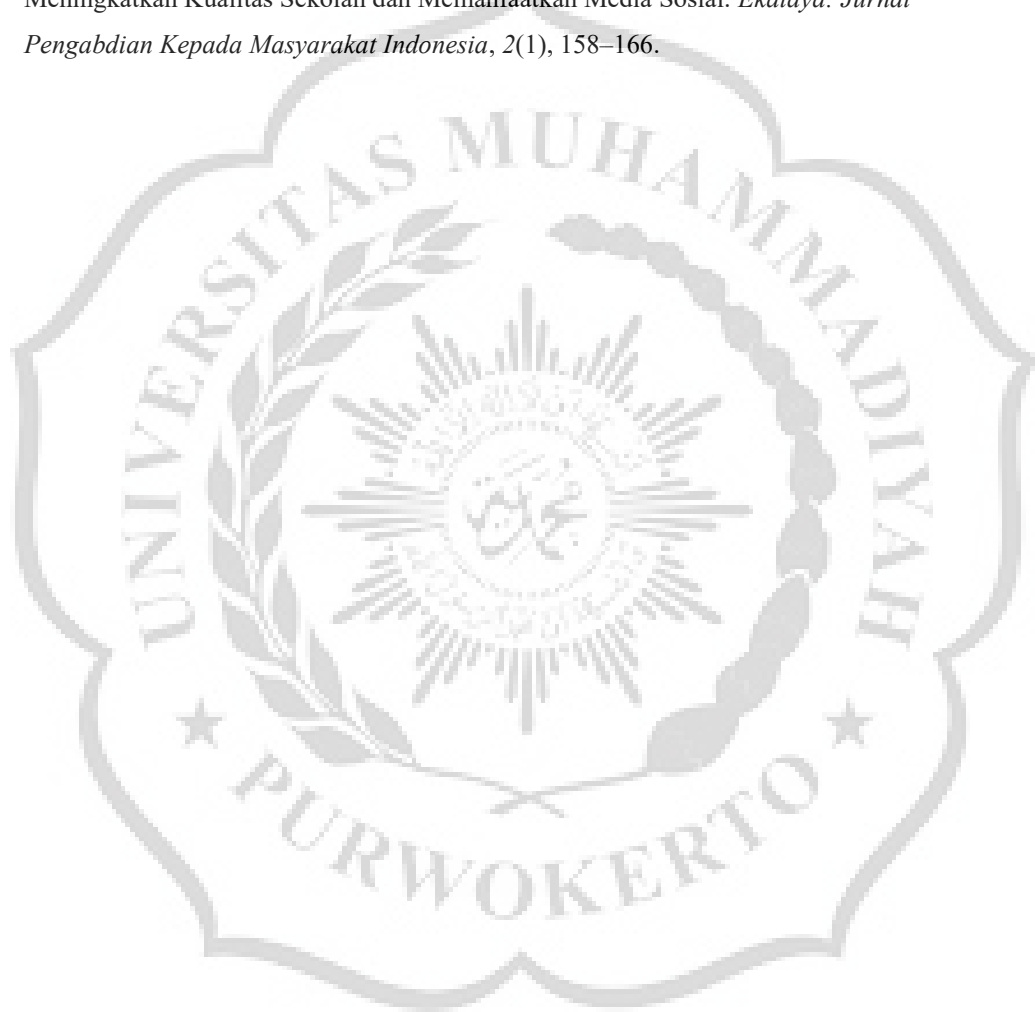 Meningkatkan Kualitas Sekolah dan Memanfaatkan Media Sosial. Ekalaya: Jurnal
Pengabdian Kepada Masyarakat Indonesia, 2(1), 158–166.
UNIVERSITAS MUHAMMADIYAH
PURWOKERTO